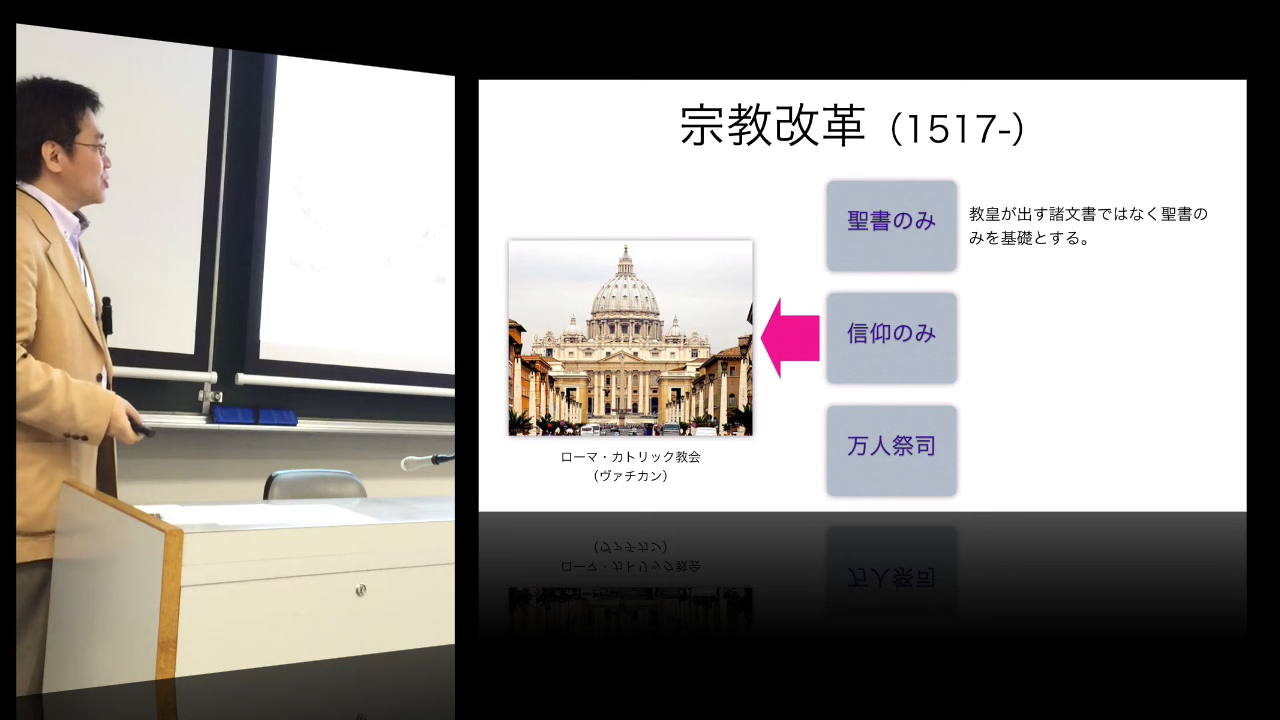 宗教改革（1517-）
聖書のみ
教皇が出す諸文書ではなく聖書の
みを基礎とする。
信仰のみ
万人祭司
ローマ・カトリック教会
（ヴァチカン）